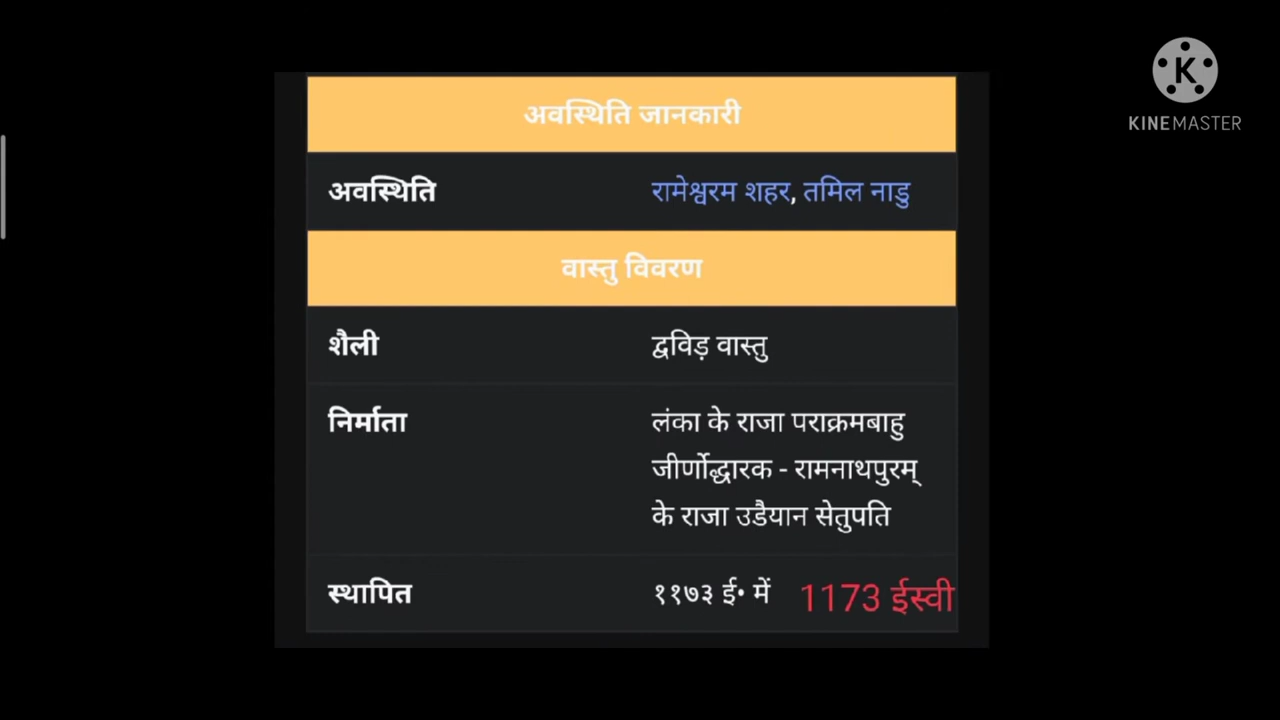 K
KINEMASTER
अवस्थिति जानकारी
अवस्थिति रामेश्वरम शहर, तमिल नाडु
वास्तु विवरण
शैली द्वविड़ वास्तु
निर्माता लंका के राजा पराक्रमबाहु
जीर्णोद्धारक - रामनाथपुरम्
के राजा उडैयान सेतुपति
स्थापित ११७३ ई• में 1173 ईस्वी